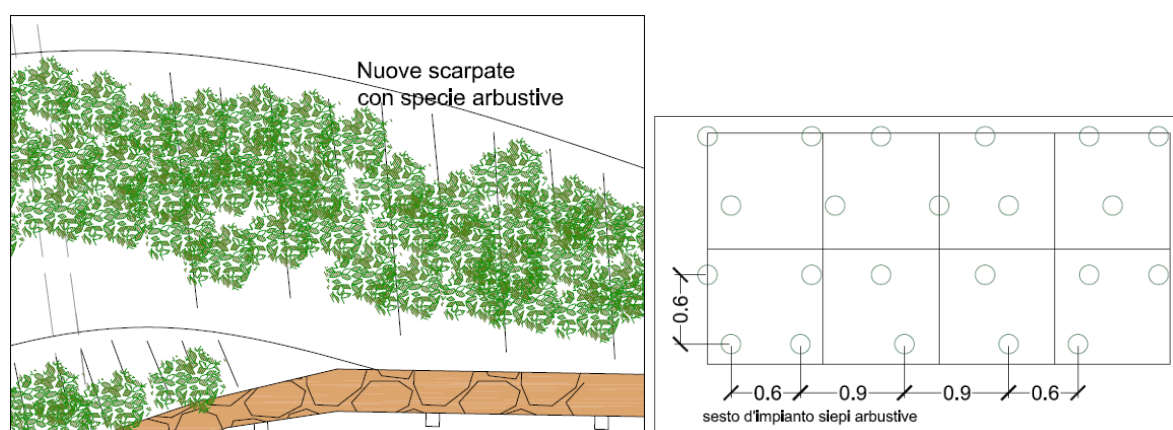 Nuove scarpate
con specie arbustive
0.6
0.6 0.9 0.9 0.6
sesto d'impianto siepi arbustive